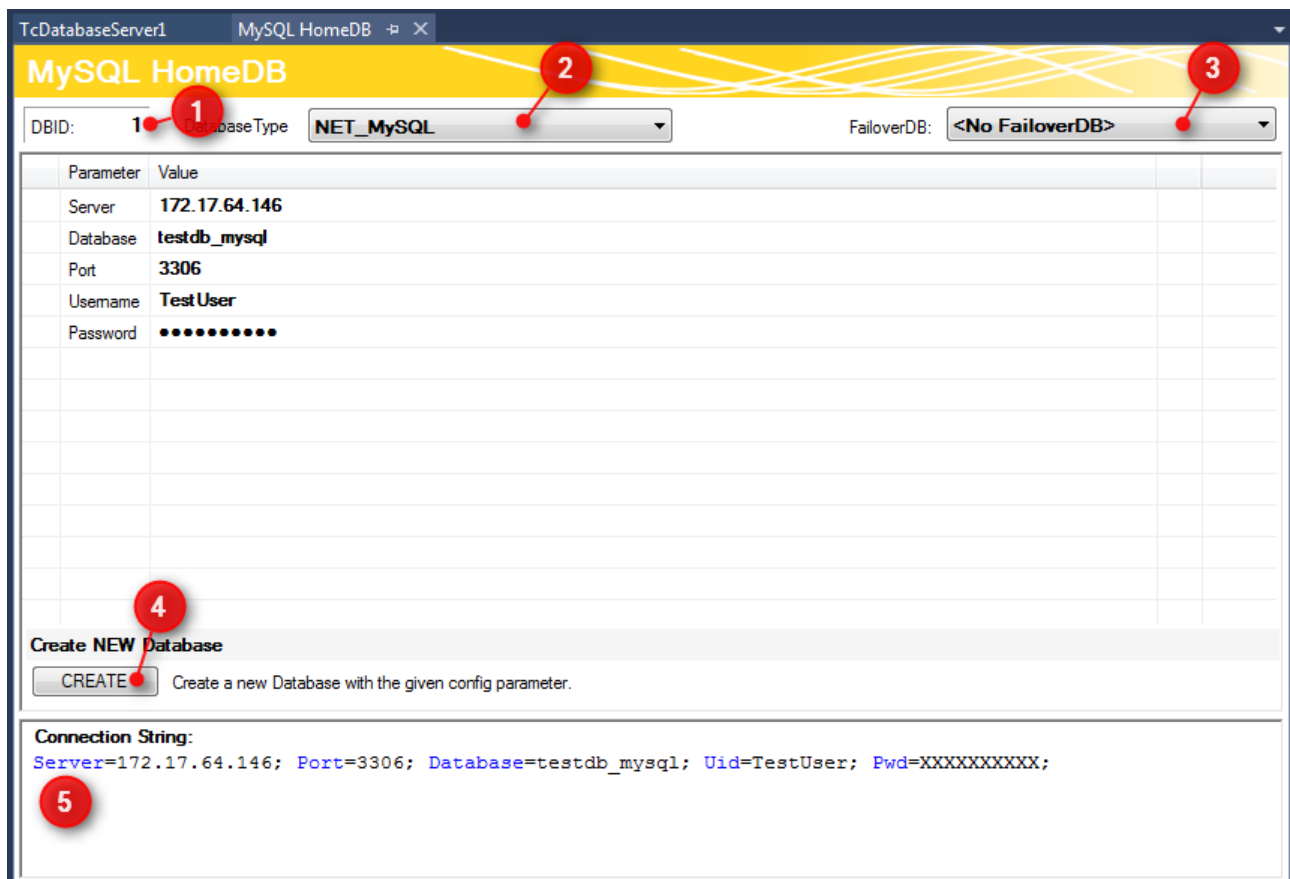 TcDatabaseServer1 MySQL HomeDB
MySQL HomeDB
2
3
DBID: 1 1 DatabaseType NET_MySQL FailoverDB: <No FailoverDB>
Parameter Value
Server 172.17.64.146
Database testdb_mysql
Port 3306
Username TestUser
Password ●●●●●●●●●●
4
Create NEW Database
CREATE Create a new Database with the given config parameter.
Connection String:
Server=172.17.64.146; Port=3306; Database=testdb_mysql; Uid=TestUser; Pwd=XXXXXXXXXX;
5